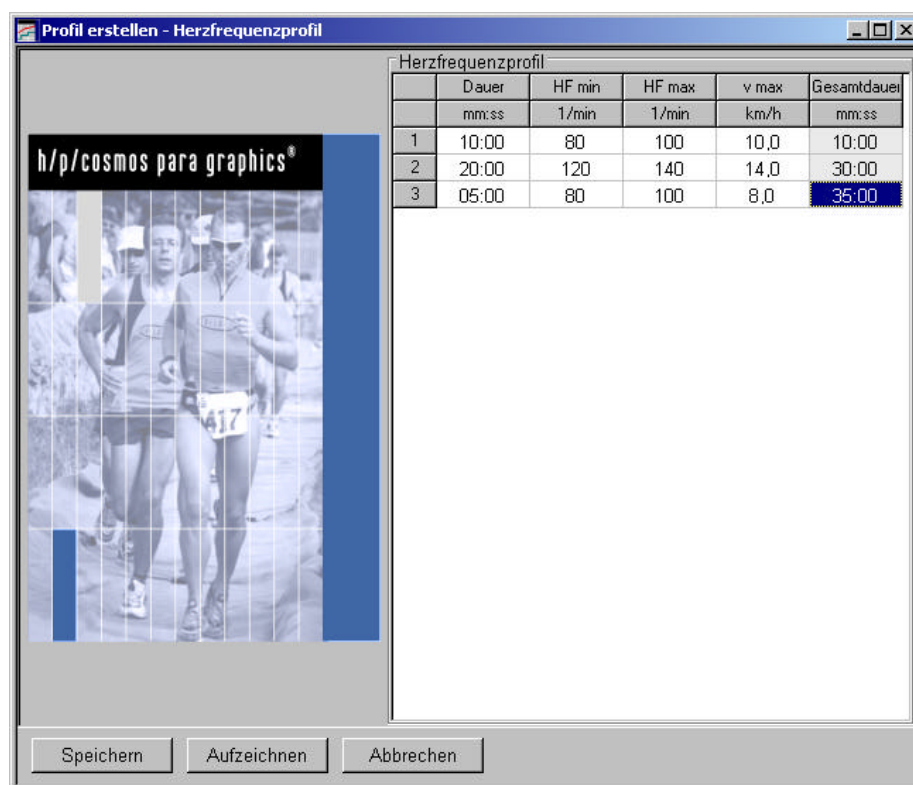 Profil erstellen - Herzfrequenzprofil
h/p/cosmos para graphics®
417
Herzfrequenzprofil
Dauer HF min HF max v max Gesamtdauer
mm:ss 1/min 1/min km/h mm:ss
1 10:00 80 100 10,0 10:00
2 20:00 120 140 14,0 30:00
3 05:00 80 100 8,0 35:00
Speichern Aufzeichnen Abbrechen